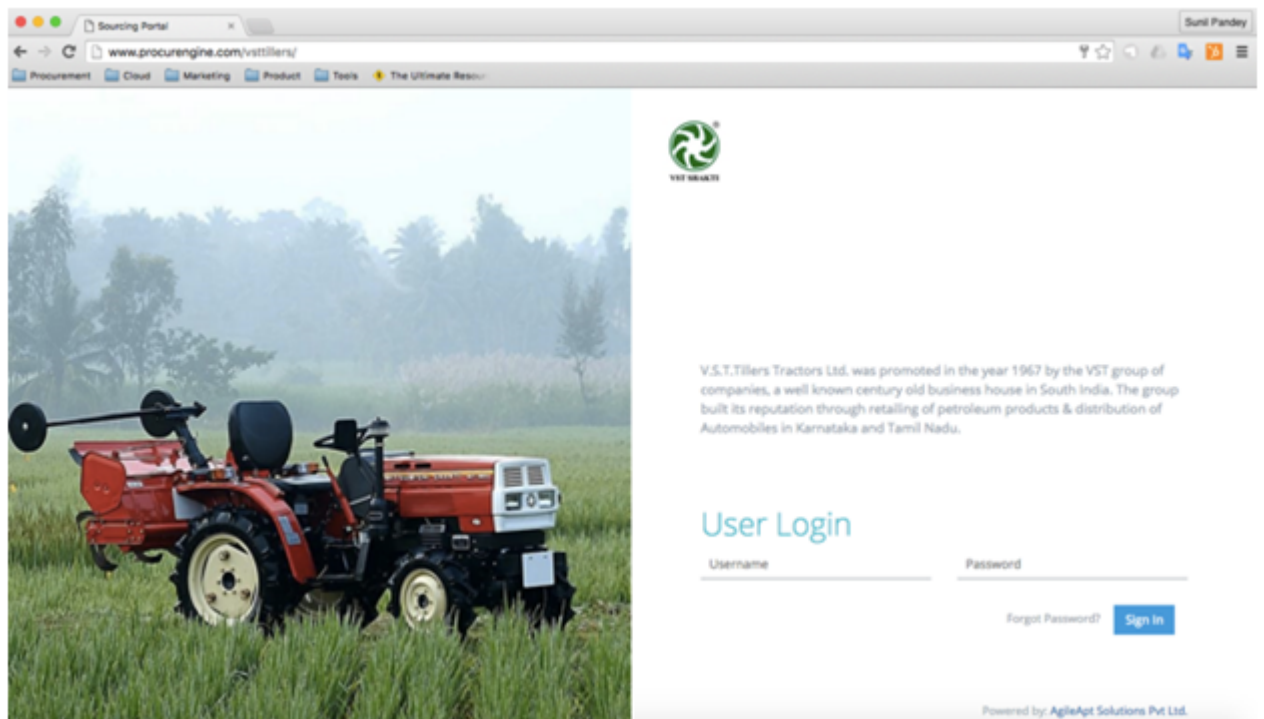 Sourcing Portal
Sunil Pandey
www.procurengine.com/vsttillers/
Procurement Cloud Marketing Product Tools The Ultimate Resour
VST SHAKTI
V.S.T.Tillers Tractors Ltd. was promoted in the year 1967 by the VST group of
companies, a well known century old business house in South India. The group
built its reputation through retailing of petroleum products & distribution of
Automobiles in Karnataka and Tamil Nadu.
User Login
Username Password
Forgot Password? Sign In
Powered by: AgileApt Solutions Pvt Ltd.